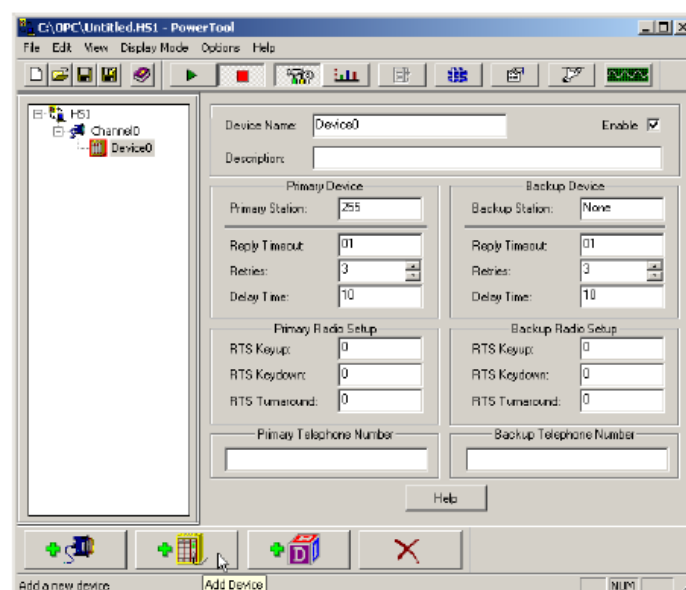 C:\OPC\Untitled.HS1 - PowerTool
File Edit View Display Mode Options Help
HS1
Channel0
Device0
Device Name: Device0
Enable
Description:
Primary Device
Primary Station: 255
Reply Timeout: 01
Retries: 3
Delay Time: 10
Backup Device
Backup Station: None
Reply Timeout: 01
Retries: 3
Delay Time: 10
Primary Radio Setup
RTS Keyup: 0
RTS Keydown: 0
RTS Turnaround: 0
Backup Radio Setup
RTS Keyup: 0
RTS Keydown: 0
RTS Turnaround: 0
Primary Telephone Number
Backup Telephone Number
Help
D
Add a new device
Add Device
NUM